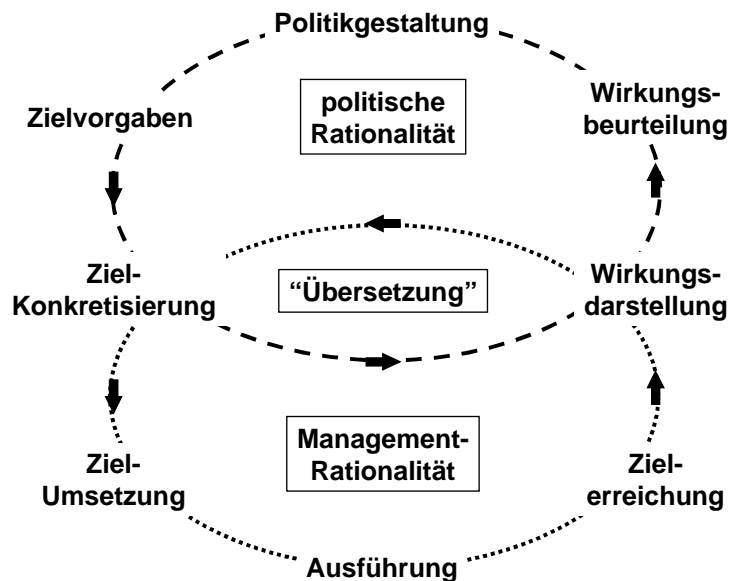 Politikgestaltung
Zielvorgaben
politische
Rationalität
Wirkungs-
beurteilung
Ziel-
Konkretisierung
“Übersetzung”
Wirkungs-
darstellung
Management-
Rationalität
Ziel-
Umsetzung
Ziel-
erreichung
Ausführung